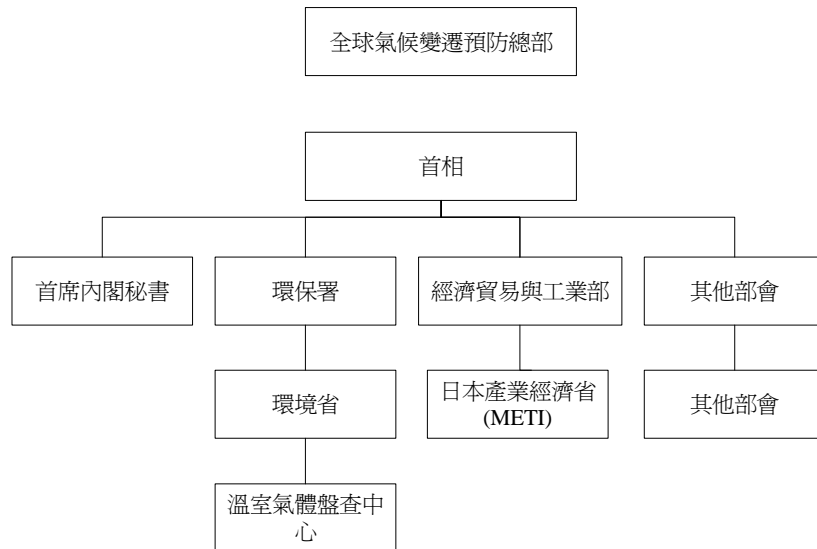 全球氣候變遷預防總部
首相
首席內閣秘書
環保署
經濟貿易與工業部
其他部會
環境省
日本產業經濟省
(METI)
其他部會
溫室氣體盤查中
心